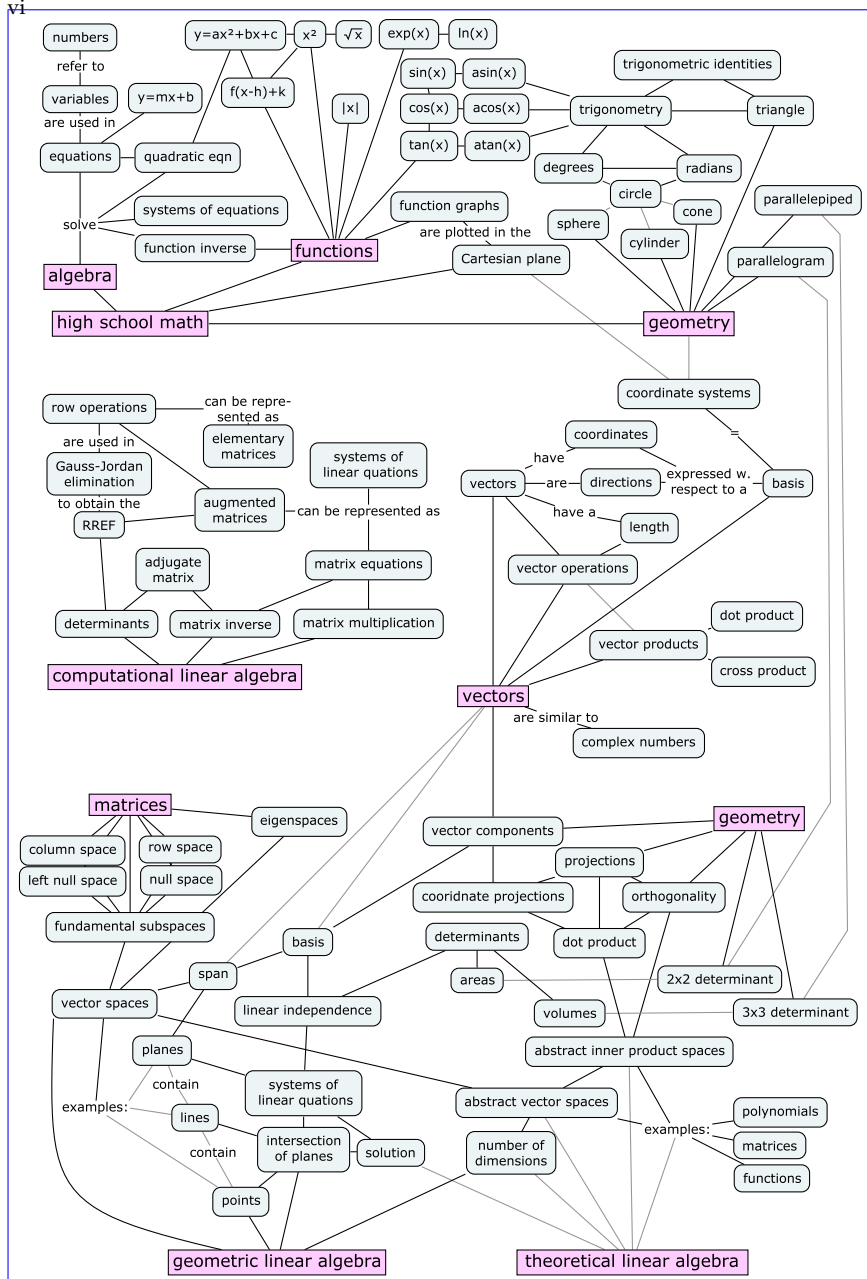 vi
numbers
refer to
variables
are used in
equations
y=mx+b
y=ax²+bx+c
x²
√x
f(x-h)+k
|x|
quadratic eqn
solve
systems of equations
function inverse
algebra
functions
high school math
exp(x)
ln(x)
sin(x)
asin(x)
cos(x)
acos(x)
tan(x)
atan(x)
function graphs
are plotted in the
Cartesian plane
trigonometric identities
trigonometry
triangle
degrees
radians
circle
cone
sphere
cylinder
parallelepiped
parallelogram
geometry
coordinate systems
=
row operations
can be repre-
sented as
elementary
matrices
are used in
Gauss-Jordan
elimination
to obtain the
RREF
augmented
matrices
can be represented as
systems of
linear quations
adjugate
matrix
matrix equations
determinants
matrix inverse
matrix multiplication
computational linear algebra
coordinates
have
vectors
are
directions
expressed w.
respect to a
basis
have a
length
vector operations
vector products
dot product
cross product
vectors
are similar to
complex numbers
matrices
eigenspaces
column space
row space
left null space
null space
fundamental subspaces
vector spaces
span
basis
vector components
geometry
projections
cooridnate projections
orthogonality
determinants
dot product
areas
2x2 determinant
volumes
3x3 determinant
linear independence
planes
contain
examples:
lines
contain
points
systems of
linear quations
intersection
of planes
solution
abstract inner product spaces
abstract vector spaces
number of
dimensions
examples:
polynomials
matrices
functions
geometric linear algebra
theoretical linear algebra